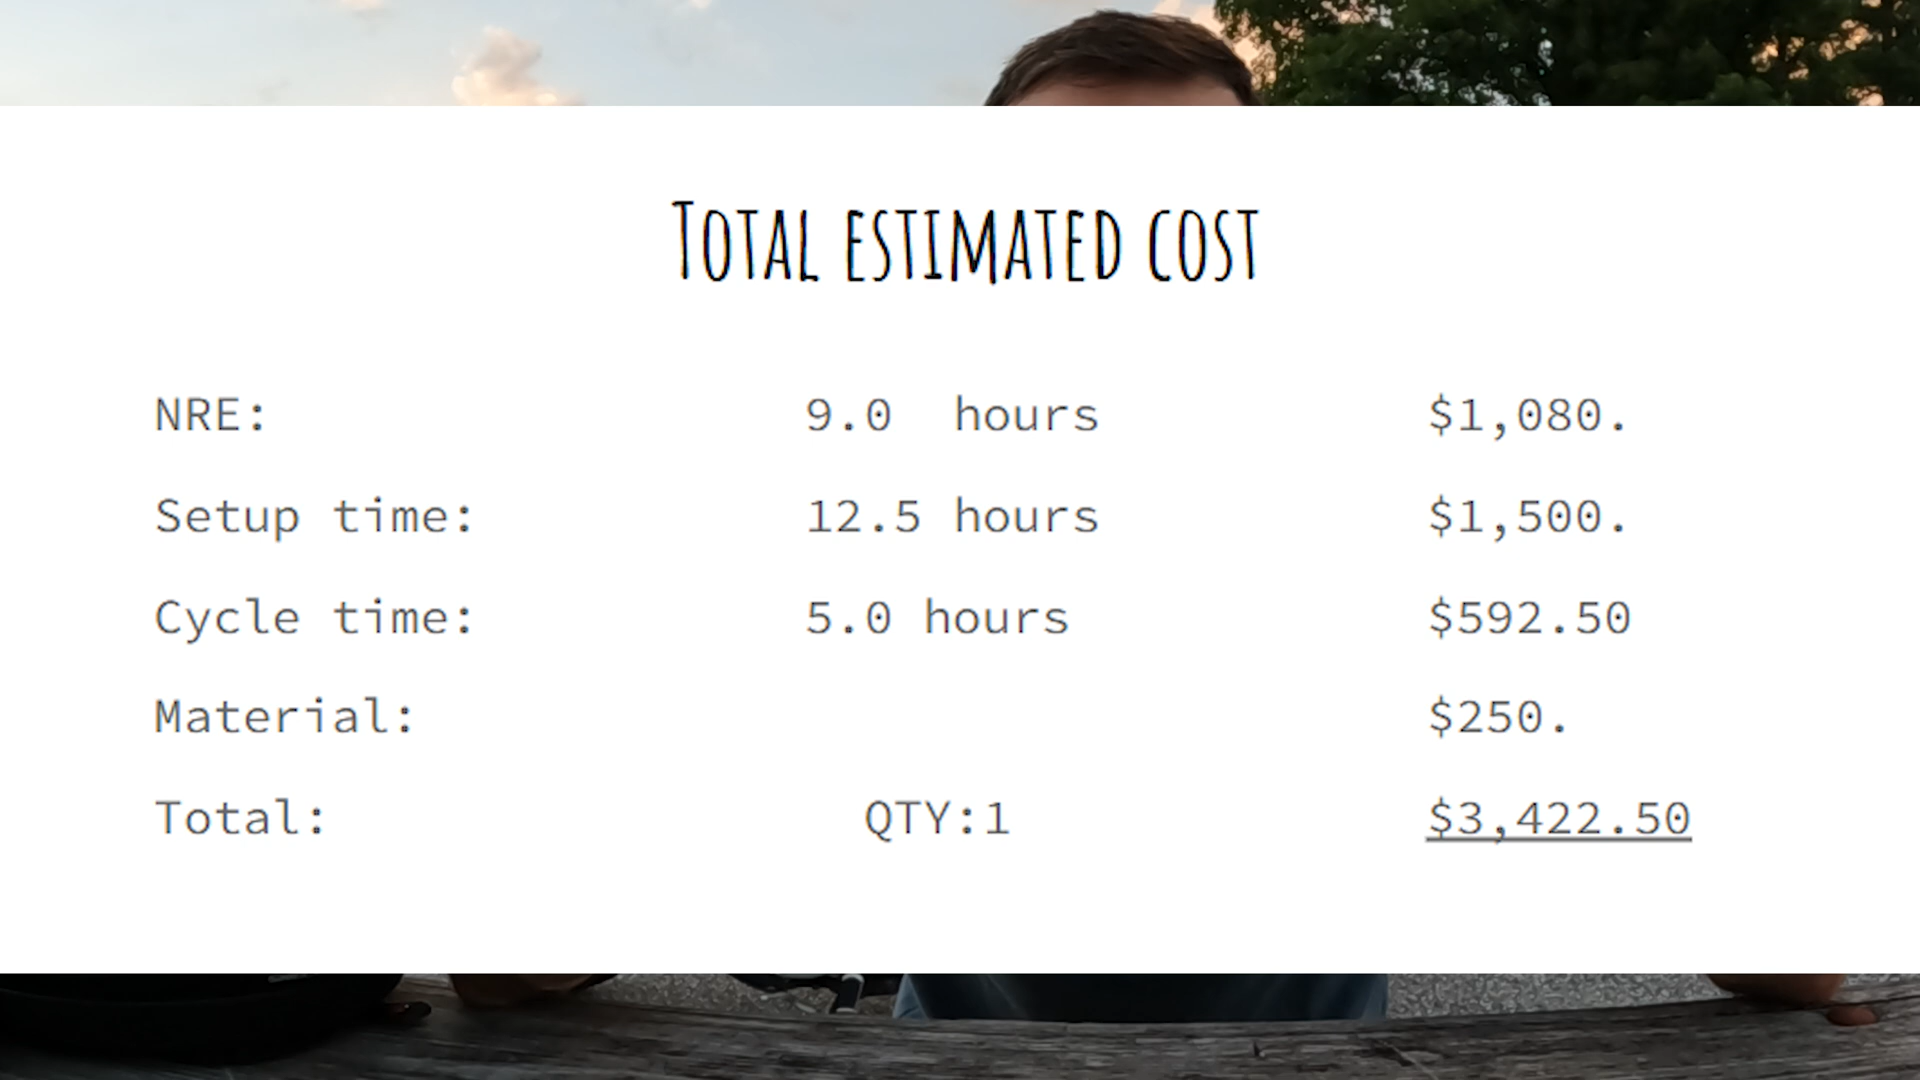 Total estimated cost
NRE: 9.0 hours $1,080.
Setup time: 12.5 hours $1,500.
Cycle time: 5.0 hours $592.50
Material: $250.
Total: QTY:1 $3,422.50